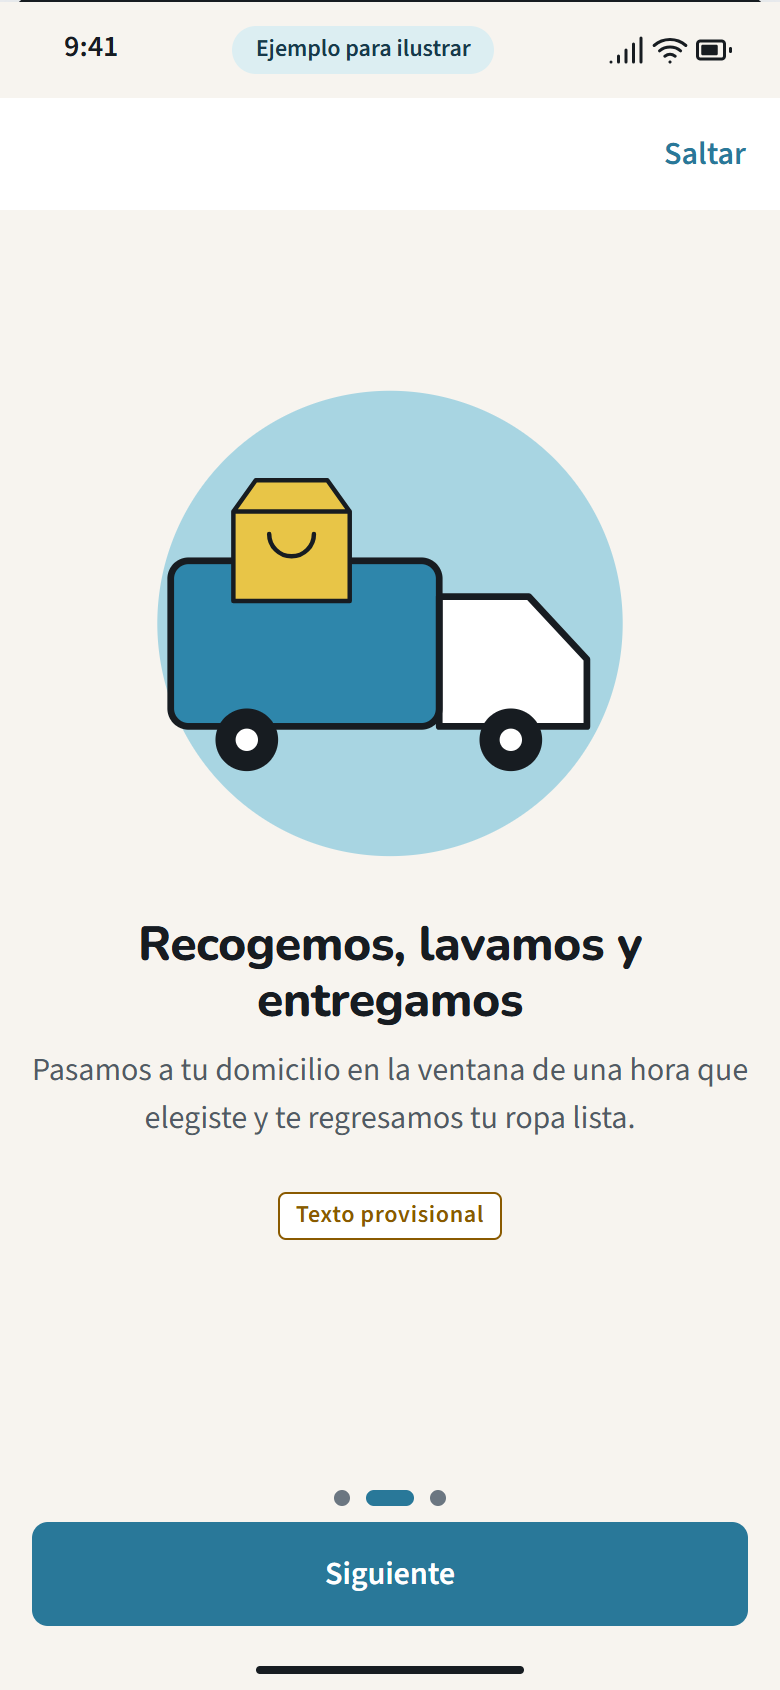 9:41
Ejemplo para ilustrar
Saltar
Recogemos, lavamos y
entregamos
Pasamos a tu domicilio en la ventana de una hora que
elegiste y te regresamos tu ropa lista.
Texto provisional
Siguiente